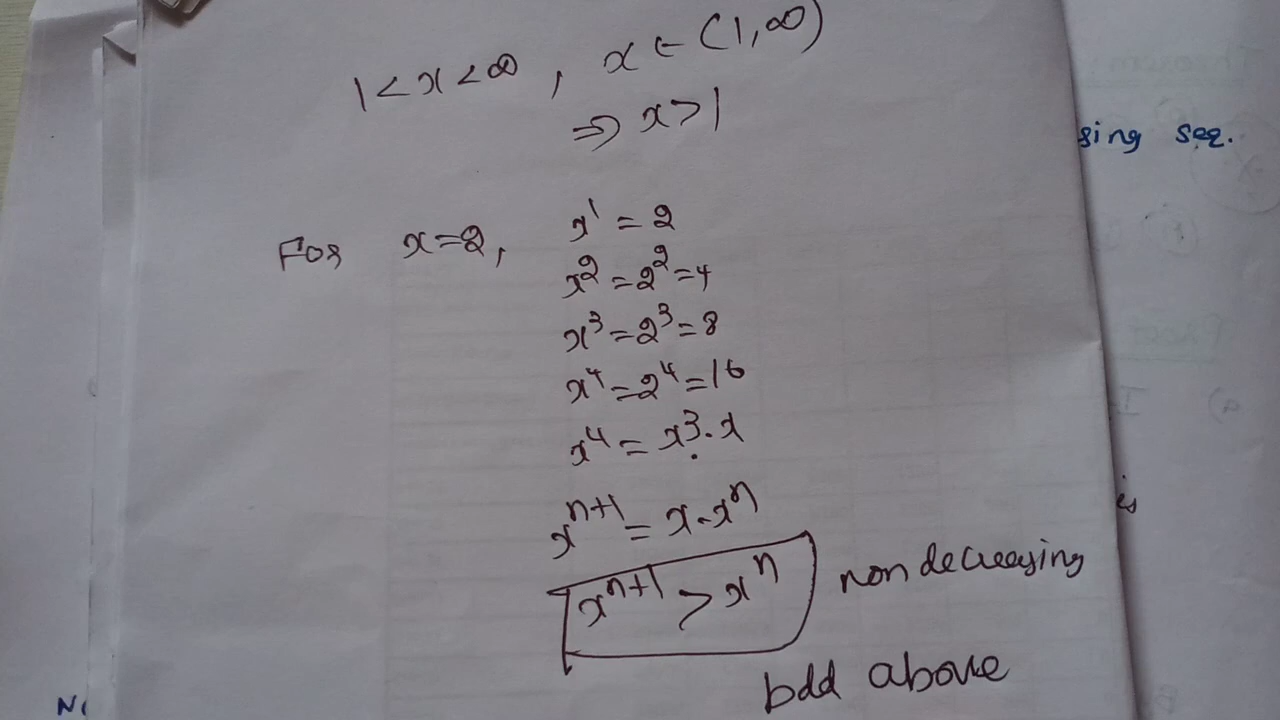 1 < x < ∞ , x ∈ (1, ∞)
⇒ x > 1
sing seq.
For x = 2, x¹ = 2
x² = 2² = 4
x³ = 2³ = 8
x⁴ = 2⁴ = 16
x⁴ = x³ . x
is
xⁿ⁺¹ = x . xⁿ
xⁿ⁺¹ > xⁿ non decreasing
bdd above